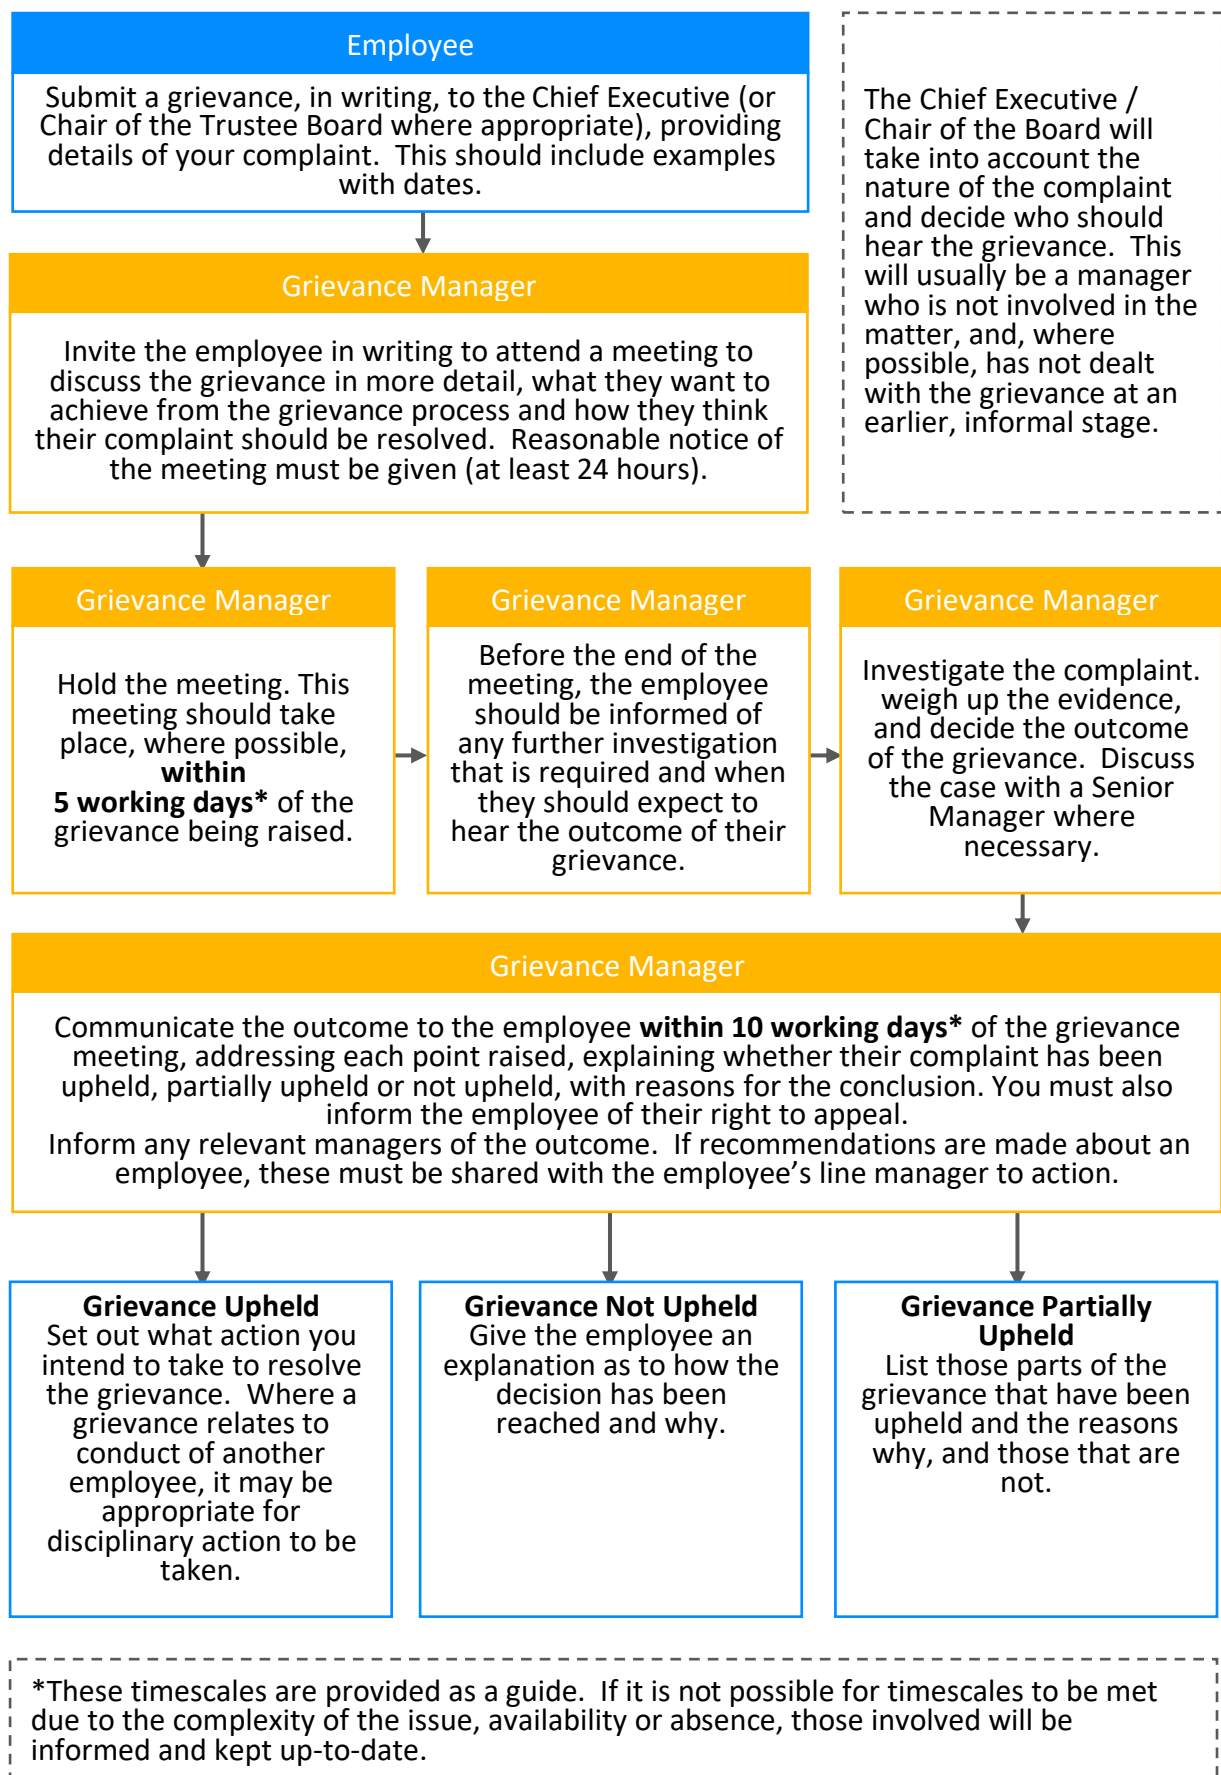 Employee
Submit a grievance, in writing, to the Chief Executive (or
Chair of the Trustee Board where appropriate), providing
details of your complaint.  This should include examples
with dates.
The Chief Executive /
Chair of the Board will
take into account the
nature of the complaint
and decide who should
hear the grievance.  This
will usually be a manager
who is not involved in the
matter, and, where
possible, has not dealt
with the grievance at an
earlier, informal stage.
Grievance Manager
Invite the employee in writing to attend a meeting to
discuss the grievance in more detail, what they want to
achieve from the grievance process and how they think
their complaint should be resolved.  Reasonable notice of
the meeting must be given (at least 24 hours).
Grievance Manager
Hold the meeting. This
meeting should take
place, where possible,
within
5 working days* of the
grievance being raised.
Grievance Manager
Before the end of the
meeting, the employee
should be informed of
any further investigation
that is required and when
they should expect to
hear the outcome of their
grievance.
Grievance Manager
Investigate the complaint.
weigh up the evidence,
and decide the outcome
of the grievance.  Discuss
the case with a Senior
Manager where
necessary.
Grievance Manager
Communicate the outcome to the employee within 10 working days* of the grievance
meeting, addressing each point raised, explaining whether their complaint has been
upheld, partially upheld or not upheld, with reasons for the conclusion. You must also
inform the employee of their right to appeal.
Inform any relevant managers of the outcome.  If recommendations are made about an
employee, these must be shared with the employee’s line manager to action.
Grievance Upheld
Set out what action you
intend to take to resolve
the grievance.  Where a
grievance relates to
conduct of another
employee, it may be
appropriate for
disciplinary action to be
taken.
Grievance Not Upheld
Give the employee an
explanation as to how the
decision has been
reached and why.
Grievance Partially
Upheld
List those parts of the
grievance that have been
upheld and the reasons
why, and those that are
not.
*These timescales are provided as a guide.  If it is not possible for timescales to be met
due to the complexity of the issue, availability or absence, those involved will be
informed and kept up-to-date.